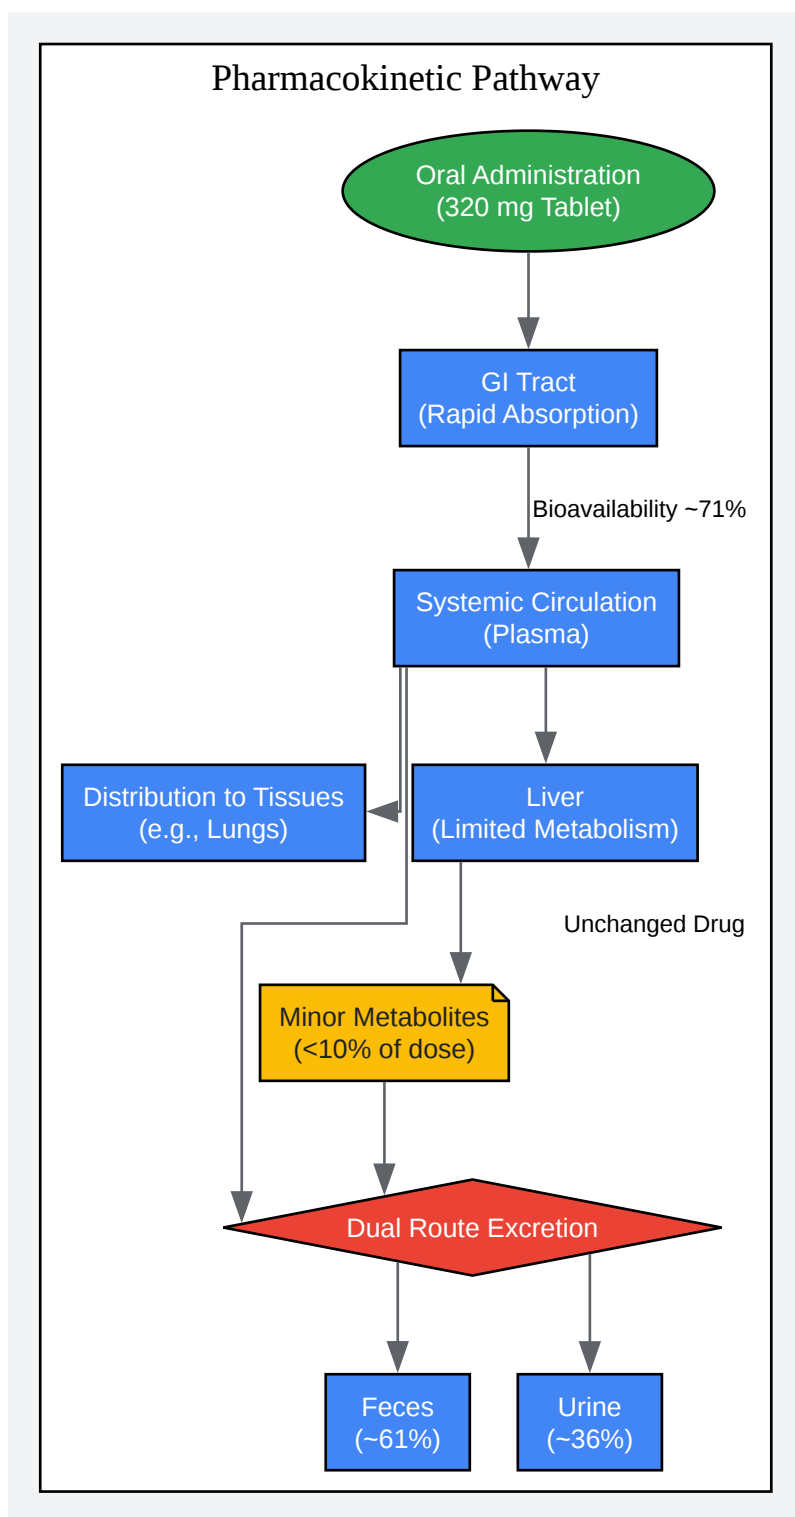 Pharmacokinetic Pathway
Oral Administration
(320 mg Tablet)
GI Tract
(Rapid Absorption)
Bioavailability ~71%
Systemic Circulation
(Plasma)
Distribution to Tissues
(e.g., Lungs)
Liver
(Limited Metabolism)
Unchanged Drug
Minor Metabolites
(<10% of dose)
Dual Route Excretion
Feces
(~61%)
Urine
(~36%)